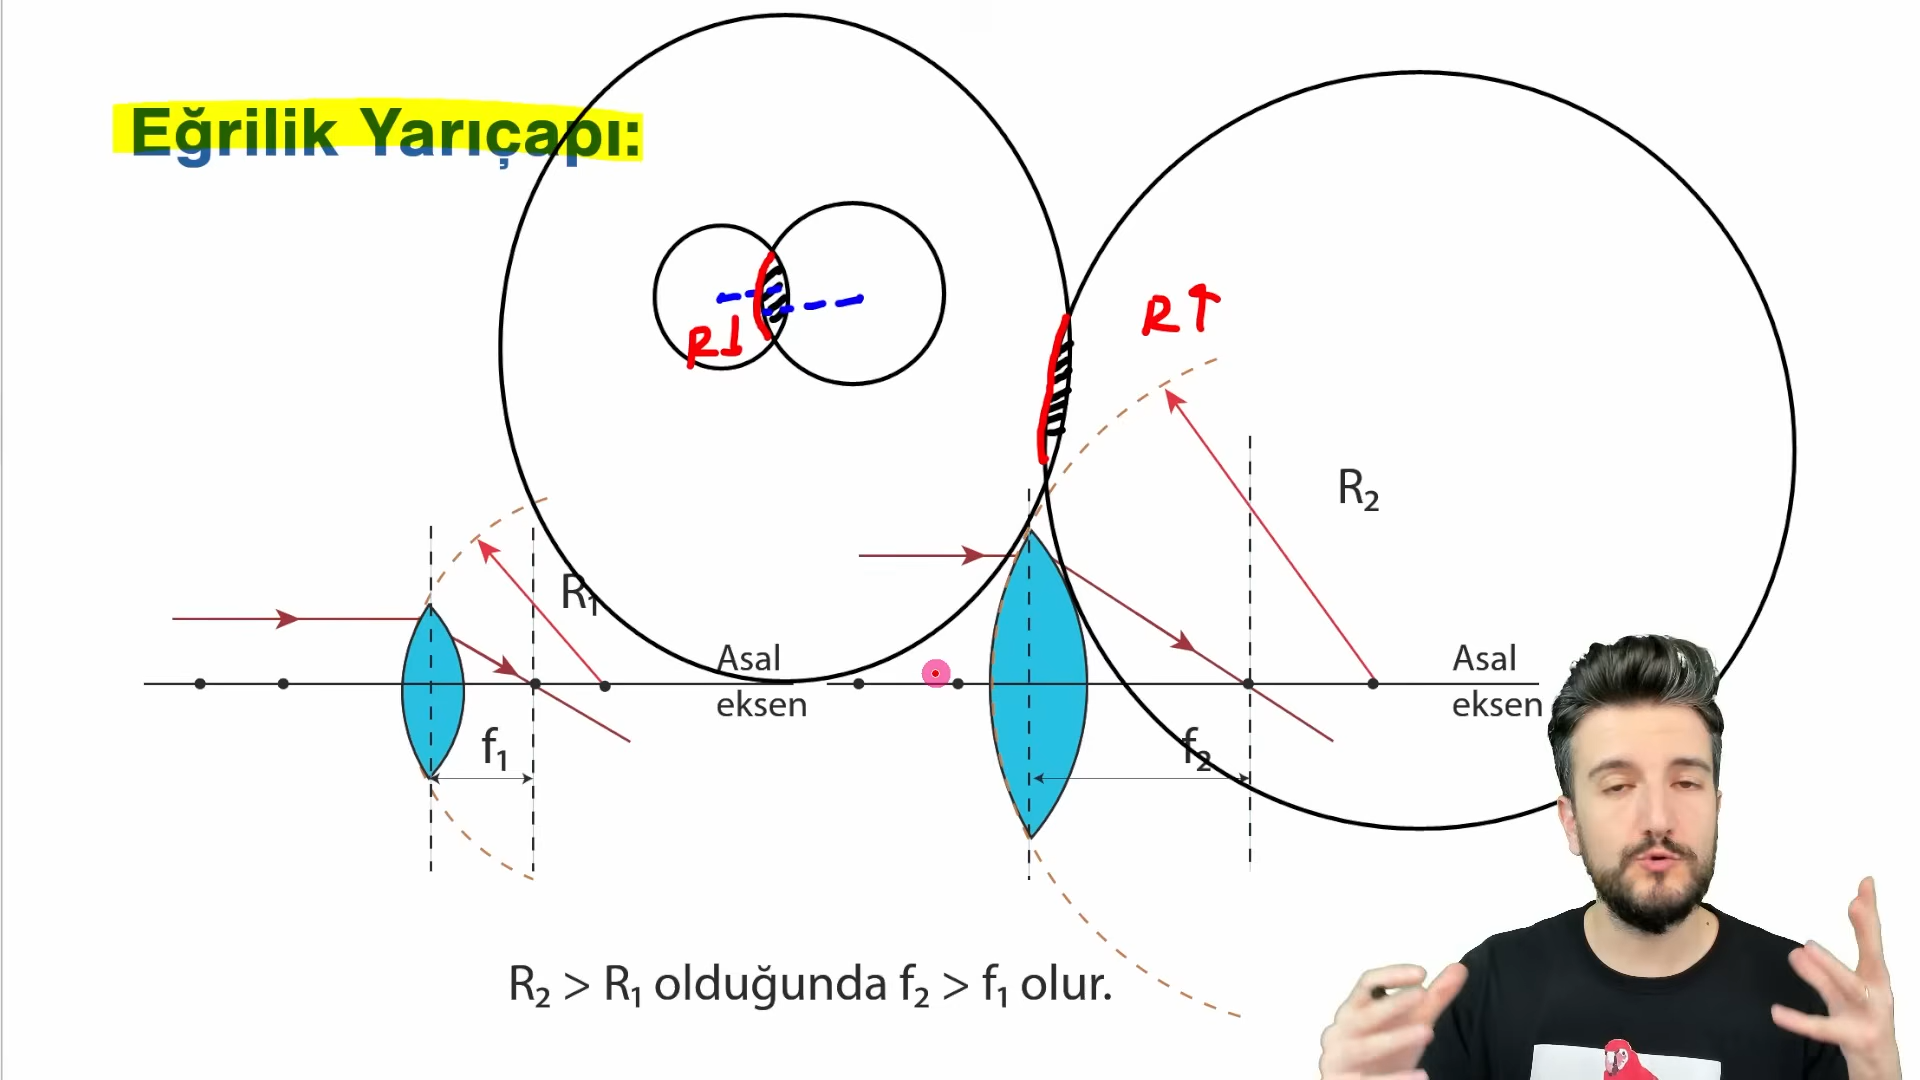 Eğrilik Yarıçapı:
R↓
R↑
R₂
R₁
Asal
eksen
Asal
eksen
f₁
f₂
R₂ > R₁ olduğunda f₂ > f₁ olur.